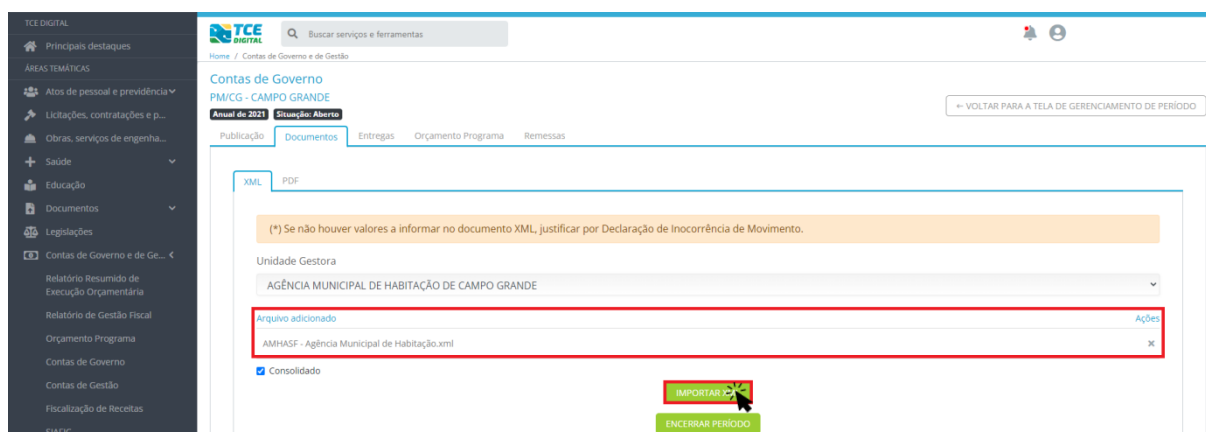 TCE DIGITAL
Principais destaques
ÁREAS TEMÁTICAS
Atos de pessoal e previdência
Licitações, contratações e p...
Obras, serviços de engenha...
Saúde
Educação
Documentos
Legislações
Contas de Governo e de Ge...
Relatório Resumido de
Execução Orçamentária
Relatório de Gestão Fiscal
Orçamento Programa
Contas de Governo
Contas de Gestão
Fiscalização de Receitas
TCE
DIGITAL
Buscar serviços e ferramentas
Home / Contas de Governo e de Gestão
Contas de Governo
PM/CG - CAMPO GRANDE
Anual de 2021 Situação: Aberto
← VOLTAR PARA A TELA DE GERENCIAMENTO DE PERÍODO
Publicação Documentos Entregas Orçamento Programa Remessas
XML PDF
(*) Se não houver valores a informar no documento XML, justificar por Declaração de Inocorrência de Movimento.
Unidade Gestora
AGÊNCIA MUNICIPAL DE HABITAÇÃO DE CAMPO GRANDE
Arquivo adicionado Ações
AMHASF - Agência Municipal de Habitação.xml ×
Consolidado
IMPORTAR
ENCERRAR PERÍODO